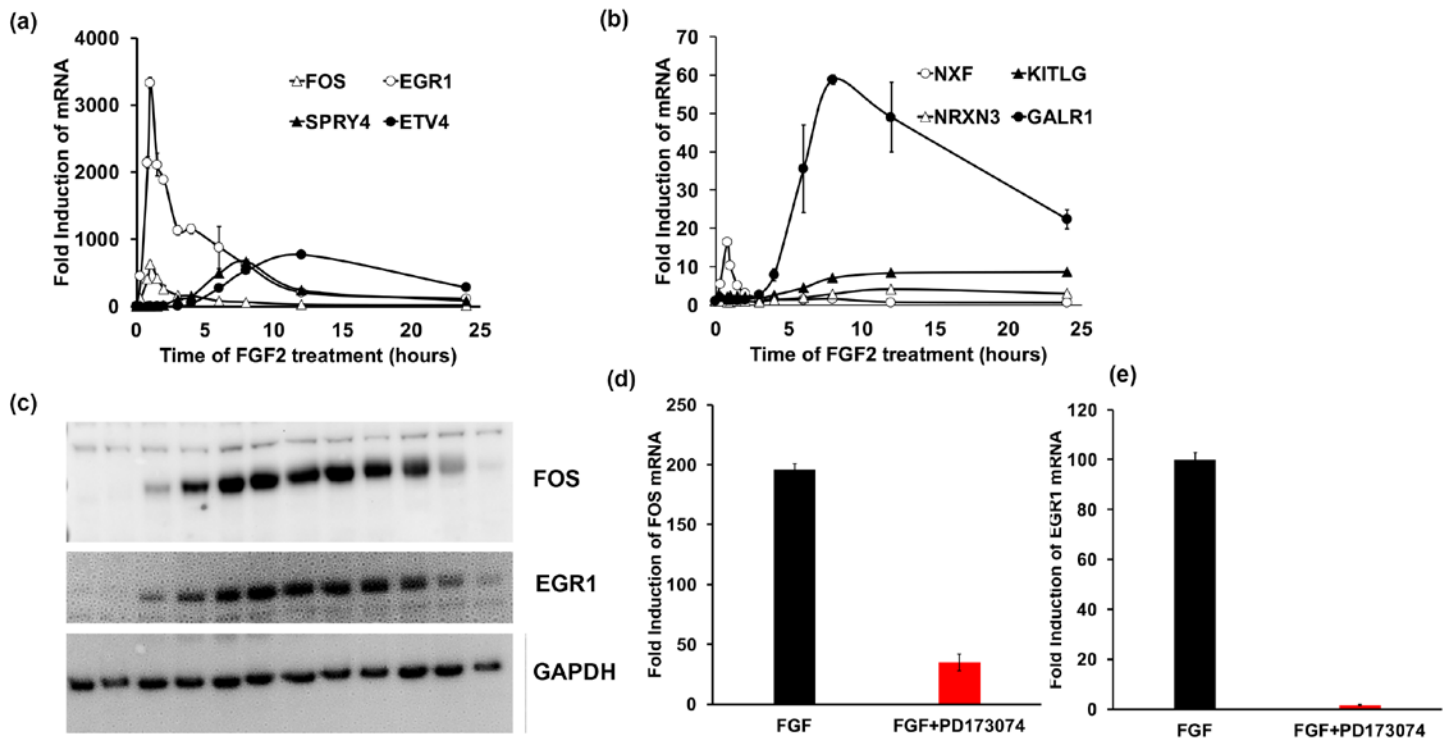 (a)
Fold Induction of mRNA
4000
3000
2000
1000
0
FOS EGR1
SPRY4 ETV4
0 5 10 15 20 25
Time of FGF2 treatment (hours)
(b)
Fold Induction of mRNA
70
60
50
40
30
20
10
0
NXF KITLG
NRXN3 GALR1
0 5 10 15 20 25
Time of FGF2 treatment (hours)
(c)
FOS
EGR1
GAPDH
(d)
Fold Induction of FOS mRNA
250
200
150
100
50
0
FGF FGF+PD173074
(e)
Fold Induction of EGR1 mRNA
120
100
80
60
40
20
0
FGF FGF+PD173074